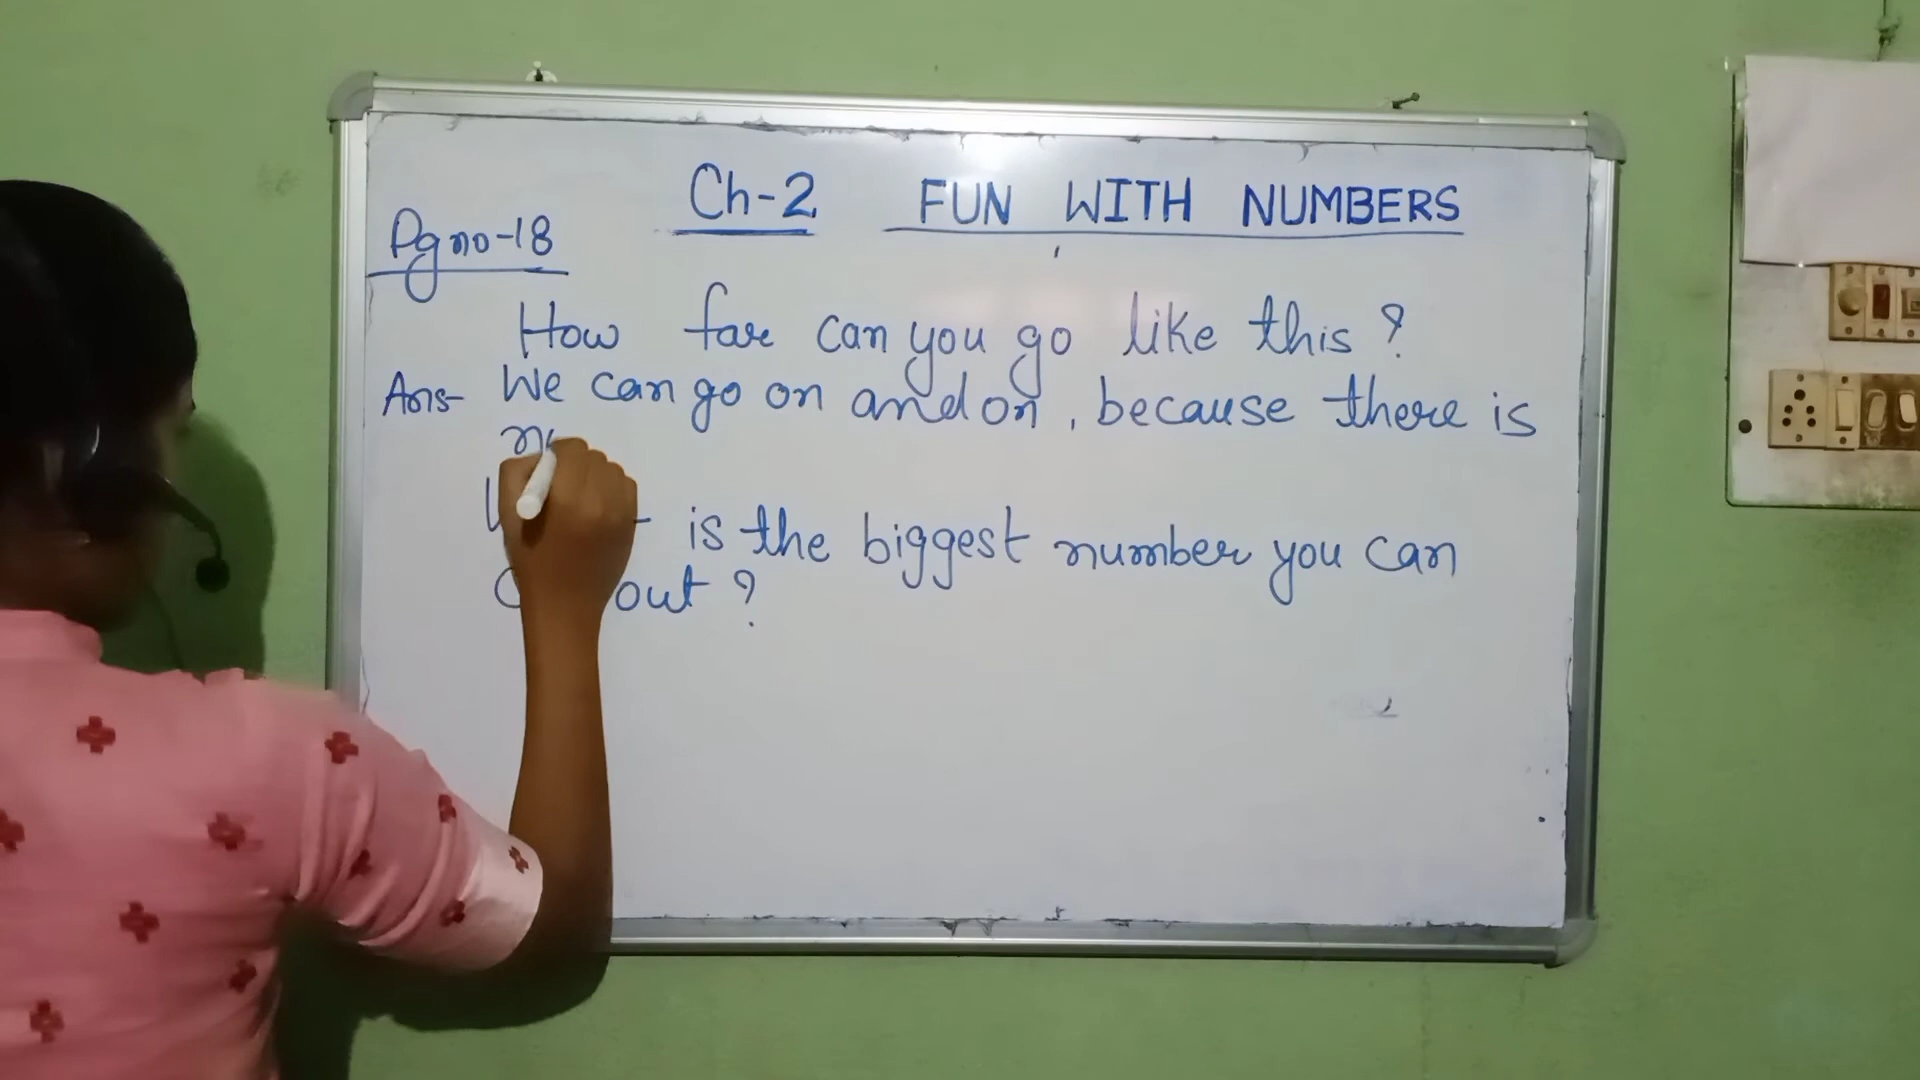 Ch-2 FUN WITH NUMBERS
Pg no-18
How far can you go like this ?
Ans- We can go on and on, because there is
is the biggest number you can
out ?